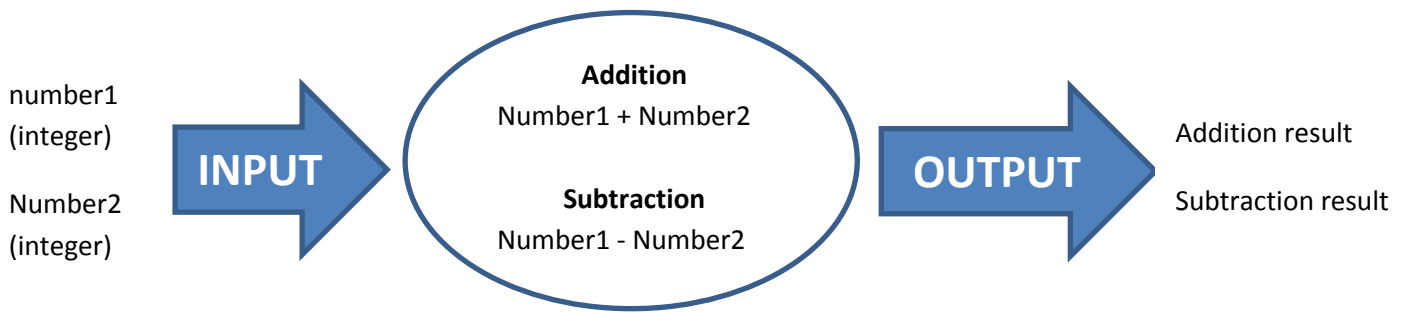 number1
(integer)
Number2
(integer)
INPUT
Addition
Number1 + Number2
Subtraction
Number1 - Number2
OUTPUT
Addition result
Subtraction result